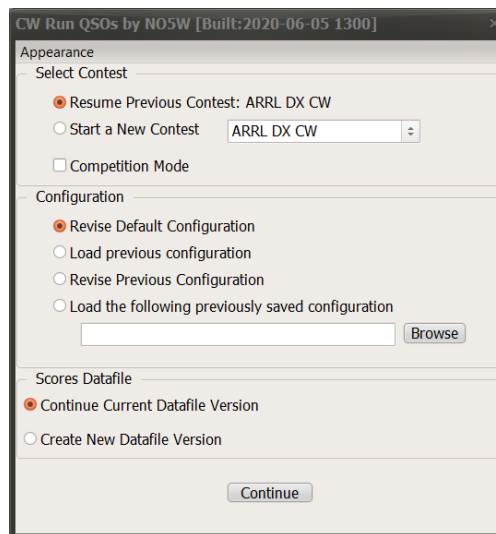 CW Run QSOs by NO5W [Built:2020-06-05 1300]
Appearance
Select Contest
Resume Previous Contest: ARRL DX CW
Start a New Contest ARRL DX CW
Competition Mode
Configuration
Revise Default Configuration
Load previous configuration
Revise Previous Configuration
Load the following previously saved configuration
Browse
Scores Datafile
Continue Current Datafile Version
Create New Datafile Version
Continue